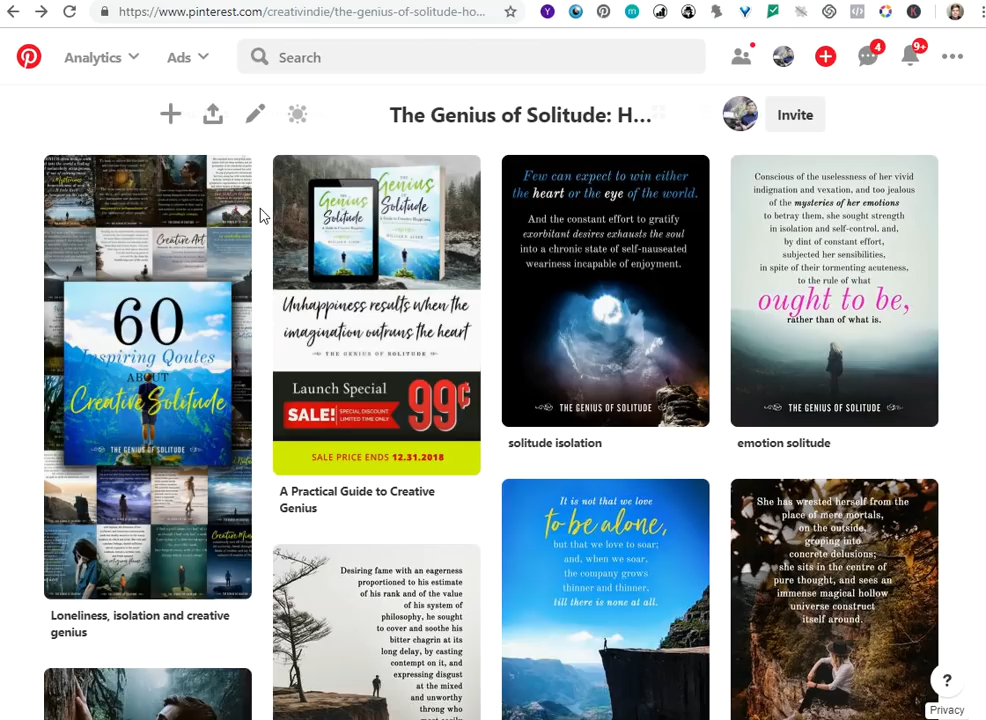 https://www.pinterest.com/creativindie/the-genius-of-solitude-ho...
Analytics
Ads
Search
4
9+
The Genius of Solitude: H...
Invite
60
Inspiring Qoutes
ABOUT
Creative Solitude
THE GENIUS OF SOLITUDE
Creative Art
Loneliness, isolation and creative
genius
THE
Genius
OF
Solitude
THE
Genius
OF
Solitude
Unhappiness results when the
imagination outruns the heart
THE GENIUS OF SOLITUDE
Launch Special
SALE! SPECIAL DISCOUNT
LIMITED TIME ONLY
99¢
SALE PRICE ENDS 12.31.2018
A Practical Guide to Creative
Genius
Desiring fame with an eagerness
proportioned to his estimate
of his rank and of the value
of his system of
philosophy, he sought
to cover and soothe his
bitter chagrin at its
long delay, by casting
contempt on it, and
expressing disgust
at the mixed
and unworthy
throng who
most easily
Few can expect to win either
the heart or the eye of the world.
And the constant effort to gratify
exorbitant desires exhausts the soul
into a chronic state of self-nauseated
weariness incapable of enjoyment.
THE GENIUS OF SOLITUDE
solitude isolation
It is not that we love
to be alone,
but that we love to soar;
and, when we soar,
the company grows
thinner and thinner,
till there is none at all.
Conscious of the uselessness of her vivid
indignation and vexation, and too jealous
of the mysteries of her emotions
to betray them, she sought strength
in isolation and self-control, and,
by dint of constant effort,
subjected her sensibilities,
in spite of their tormenting acuteness,
to the rule of what
ought to be,
rather than of what is.
THE GENIUS OF SOLITUDE
emotion solitude
She has wrested herself from the
place of mere mortals,
on the outside,
groping into
concrete delusions;
she sits in the centre of
pure thought, and sees an
immense magical hollow
universe construct
itself around.
?
Privacy